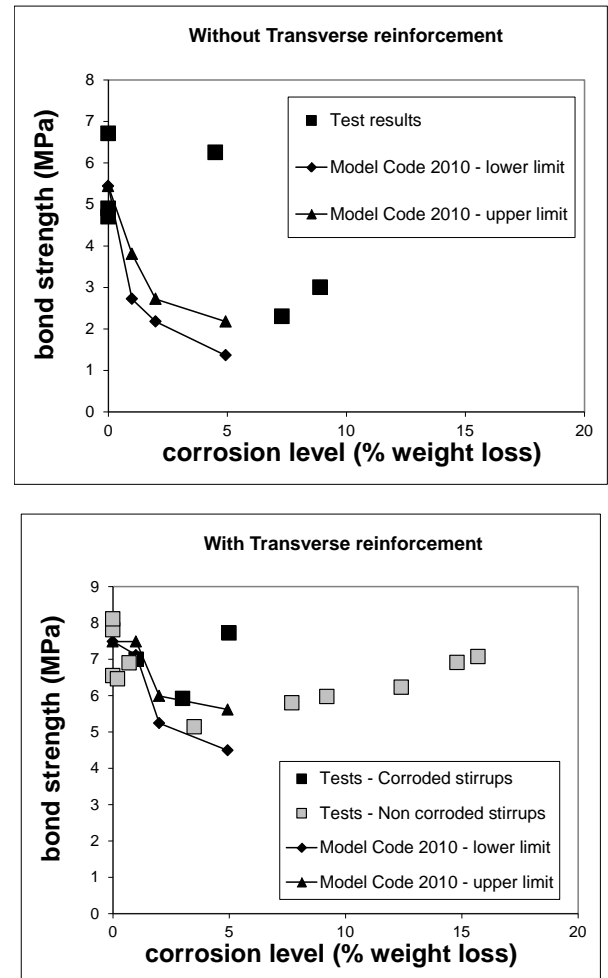 Without Transverse reinforcement
8
7
6
5
4
3
2
1
0
bond strength (MPa)
Test results
Model Code 2010 - lower limit
Model Code 2010 - upper limit
0 5 10 15 20
corrosion level (% weight loss)
With Transverse reinforcement
9
8
7
6
5
4
3
2
1
0
bond strength (MPa)
Tests - Corroded stirrups
Tests - Non corroded stirrups
Model Code 2010 - lower limit
Model Code 2010 - upper limit
0 5 10 15 20
corrosion level (% weight loss)